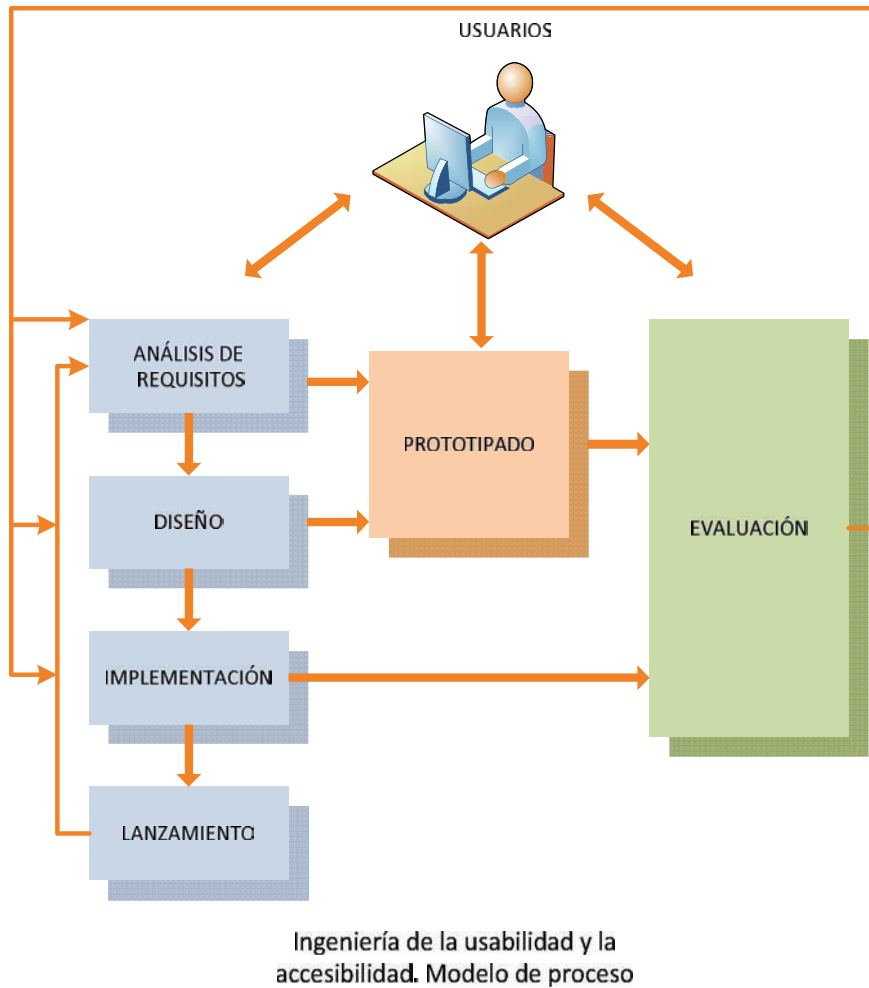 USUARIOS
ANÁLISIS DE
REQUISITOS
PROTOTIPADO
DISEÑO
EVALUACIÓN
IMPLEMENTACIÓN
LANZAMIENTO
Ingeniería de la usabilidad y la
accesibilidad. Modelo de proceso